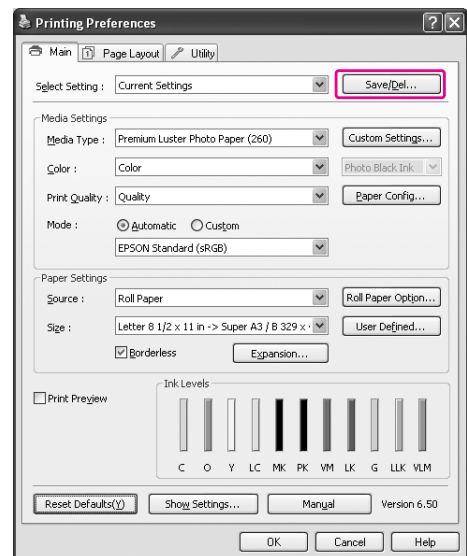 Printing Preferences
Main Page Layout Utility
Select Setting : Current Settings Save/Del...
Media Settings
Media Type : Premium Luster Photo Paper (260) Custom Settings...
Color : Color Photo Black Ink
Print Quality : Quality Paper Config...
Mode : Automatic Custom
EPSON Standard (sRGB)
Paper Settings
Source : Roll Paper Roll Paper Option...
Size : Letter 8 1/2 x 11 in -> Super A3 / B 329 x User Defined...
Borderless Expansion...
Ink Levels
Print Preview
C O Y LC MK PK VM LK G LLK VLM
Reset Defaults(Y) Show Settings... Manual Version 6.50
OK Cancel Help